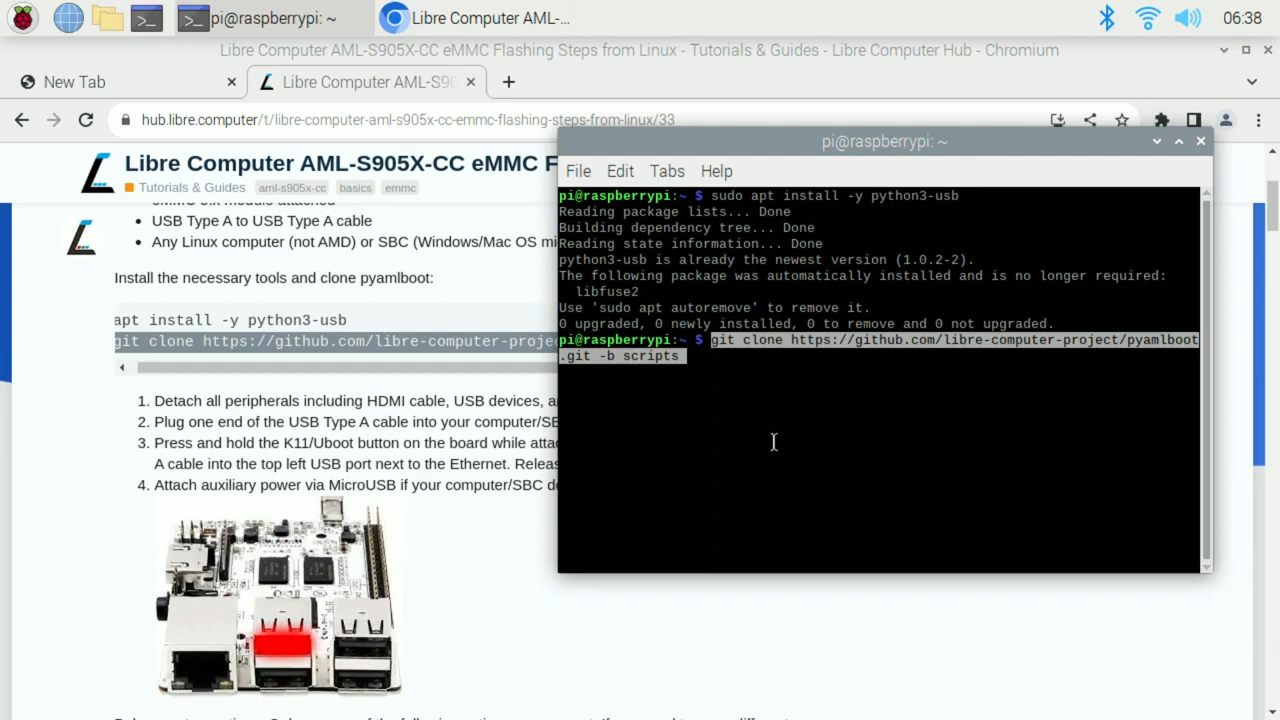 pi@raspberrypi: ~
Libre Computer AML-...
06:38
Libre Computer AML-S905X-CC eMMC Flashing Steps from Linux - Tutorials & Guides - Libre Computer Hub - Chromium
New Tab
Libre Computer AML-S90
hub.libre.computer/t/libre-computer-aml-s905x-cc-emmc-flashing-steps-from-linux/33
Libre Computer AML-S905X-CC eMMC F
Tutorials & Guides aml-s905x-cc basics emmc
USB Type A to USB Type A cable
Any Linux computer (not AMD) or SBC (Windows/Mac OS mi
Install the necessary tools and clone pyamlboot:
apt install -y python3-usb
git clone https://github.com/libre-computer-proje
1. Detach all peripherals including HDMI cable, USB devices, a
2. Plug one end of the USB Type A cable into your computer/SB
3. Press and hold the K11/Uboot button on the board while atta
A cable into the top left USB port next to the Ethernet. Releas
4. Attach auxiliary power via MicroUSB if your computer/SBC d
pi@raspberrypi: ~
File Edit Tabs Help
pi@raspberrypi:~ $ sudo apt install -y python3-usb
Reading package lists... Done
Building dependency tree... Done
Reading state information... Done
python3-usb is already the newest version (1.0.2-2).
The following package was automatically installed and is no longer required:
libfuse2
Use 'sudo apt autoremove' to remove it.
0 upgraded, 0 newly installed, 0 to remove and 0 not upgraded.
pi@raspberrypi:~ $ git clone https://github.com/libre-computer-project/pyamlboot
.git -b scripts